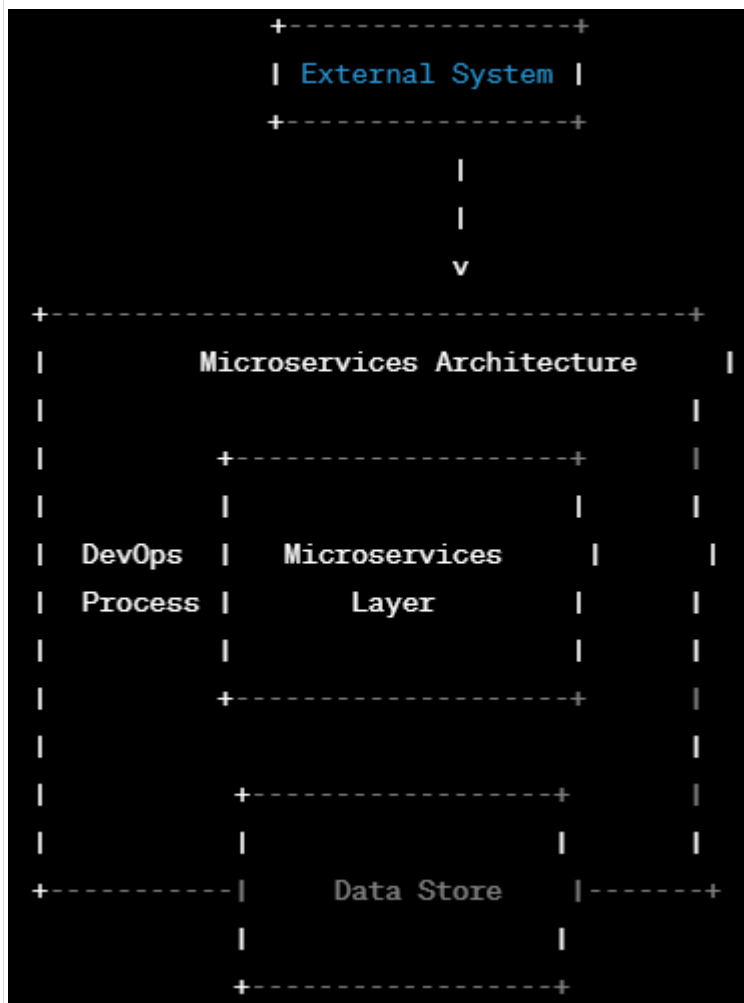 External System
v
Microservices Architecture
DevOps Microservices
Process Layer
Data Store